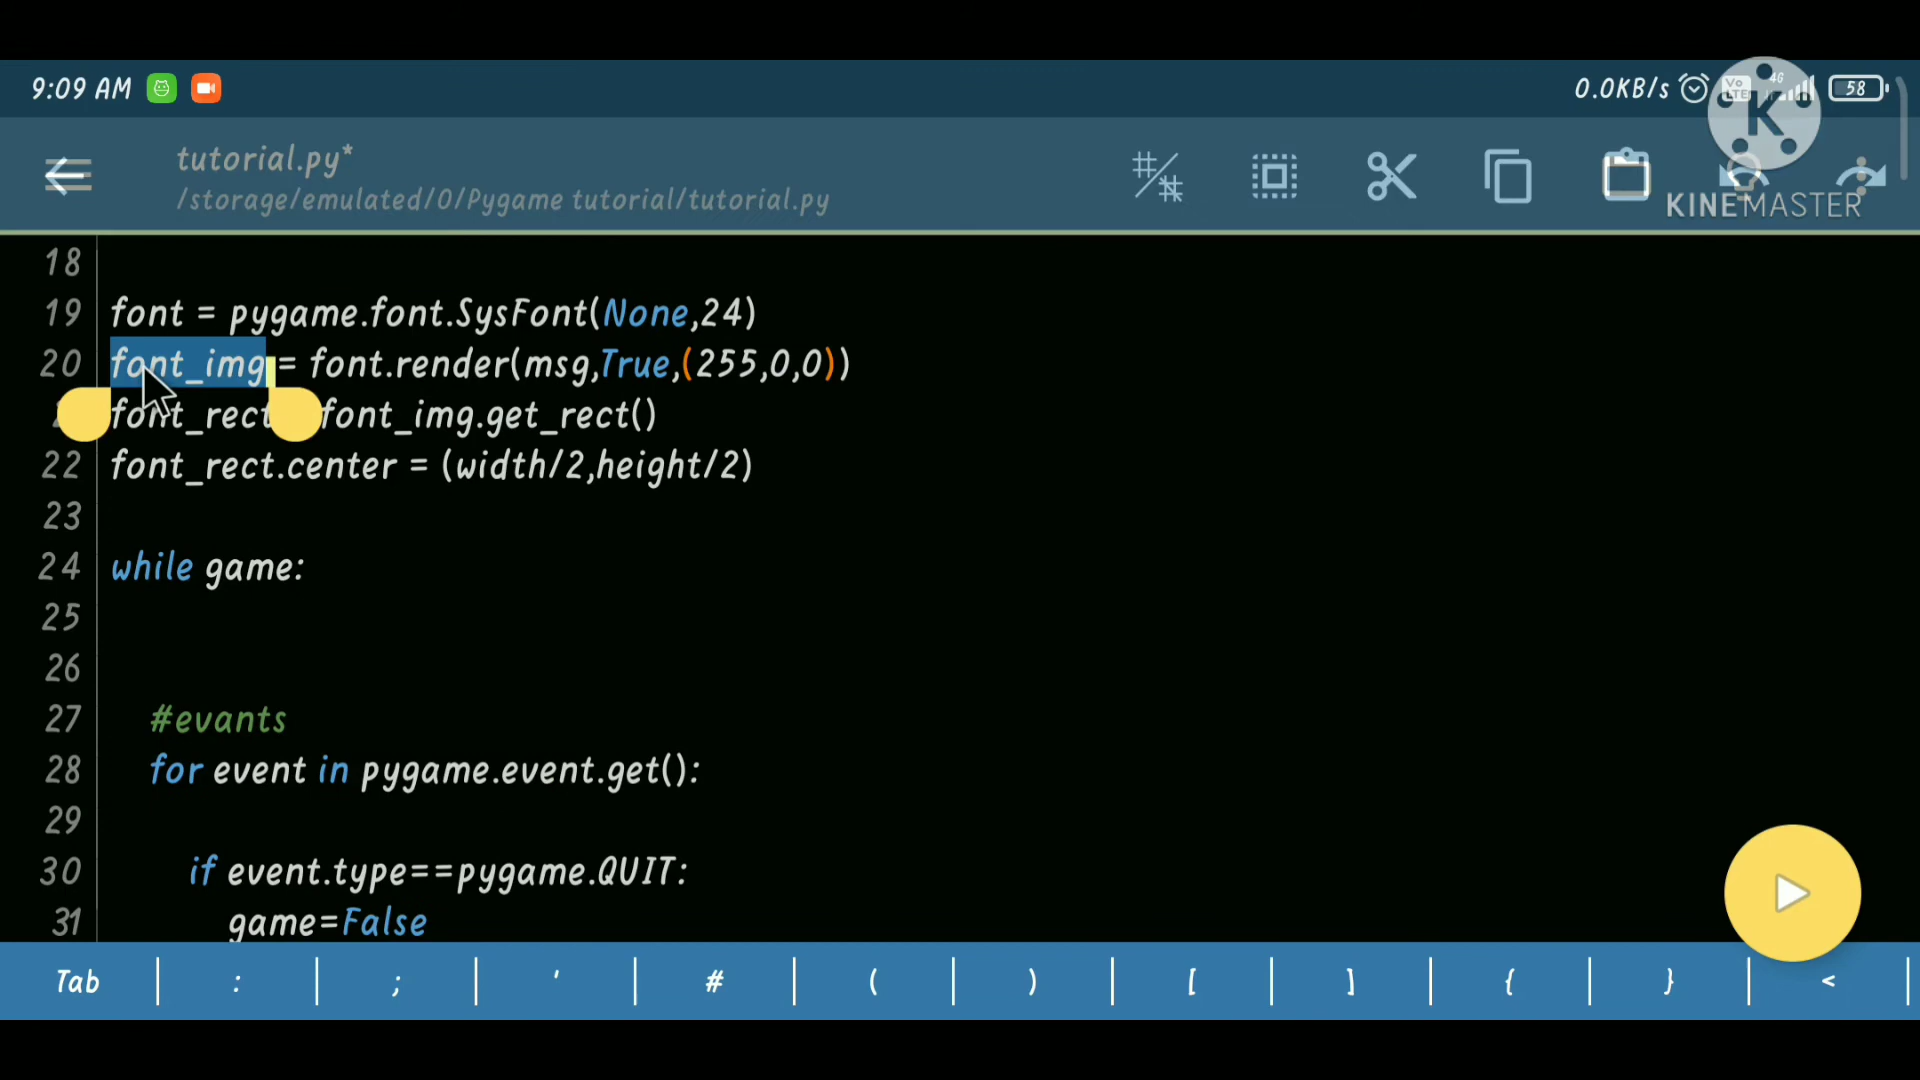 9:09 AM
0.0KB/s
Vo
LTE
4G
58
K
KINEMASTER
tutorial.py*
/storage/emulated/0/Pygame tutorial/tutorial.py
18
19 font = pygame.font.SysFont(None,24)
20 font_img = font.render(msg,True,(255,0,0))
font_rect font_img.get_rect()
22 font_rect.center = (width/2,height/2)
23
24 while game:
25
26
27 #evants
28 for event in pygame.event.get():
29
30 if event.type==pygame.QUIT:
31 game=False
Tab : ; ' # ( ) [ ] { } <